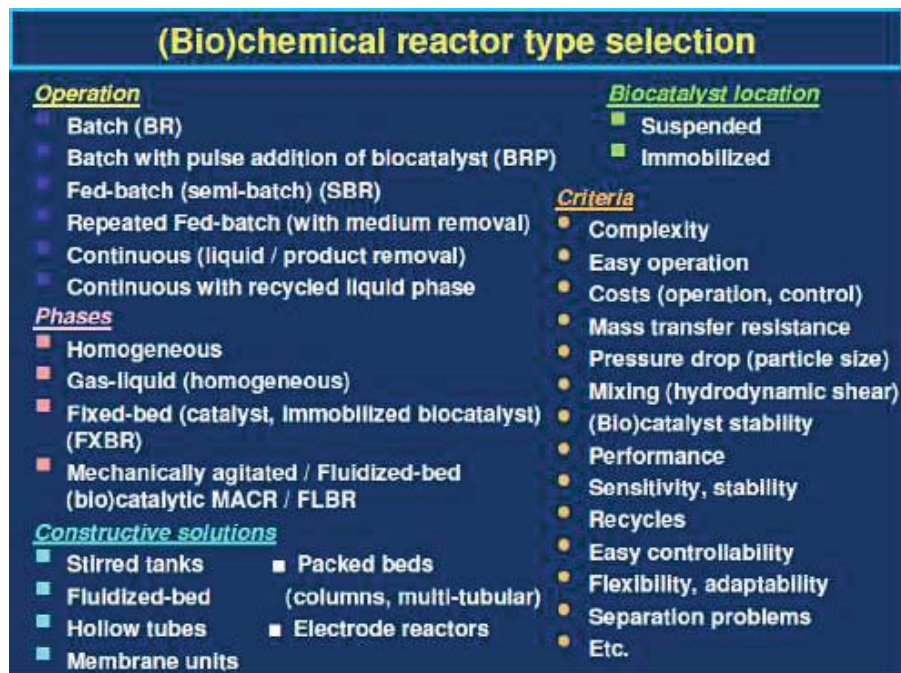 (Bio)chemical reactor type selection
Operation
Batch (BR)
Batch with pulse addition of biocatalyst (BRP)
Fed-batch (semi-batch) (SBR)
Repeated Fed-batch (with medium removal)
Continuous (liquid / product removal)
Continuous with recycled liquid phase
Phases
Homogeneous
Gas-liquid (homogeneous)
Fixed-bed (catalyst, immobilized biocatalyst)
(FXBR)
Mechanically agitated / Fluidized-bed
(bio)catalytic MACR / FLBR
Constructive solutions
Stirred tanks
Fluidized-bed
Hollow tubes
Membrane units
Packed beds
(columns, multi-tubular)
Electrode reactors
Biocatalyst location
Suspended
Immobilized
Criteria
Complexity
Easy operation
Costs (operation, control)
Mass transfer resistance
Pressure drop (particle size)
Mixing (hydrodynamic shear)
(Bio)catalyst stability
Performance
Sensitivity, stability
Recycles
Easy controllability
Flexibility, adaptability
Separation problems
Etc.